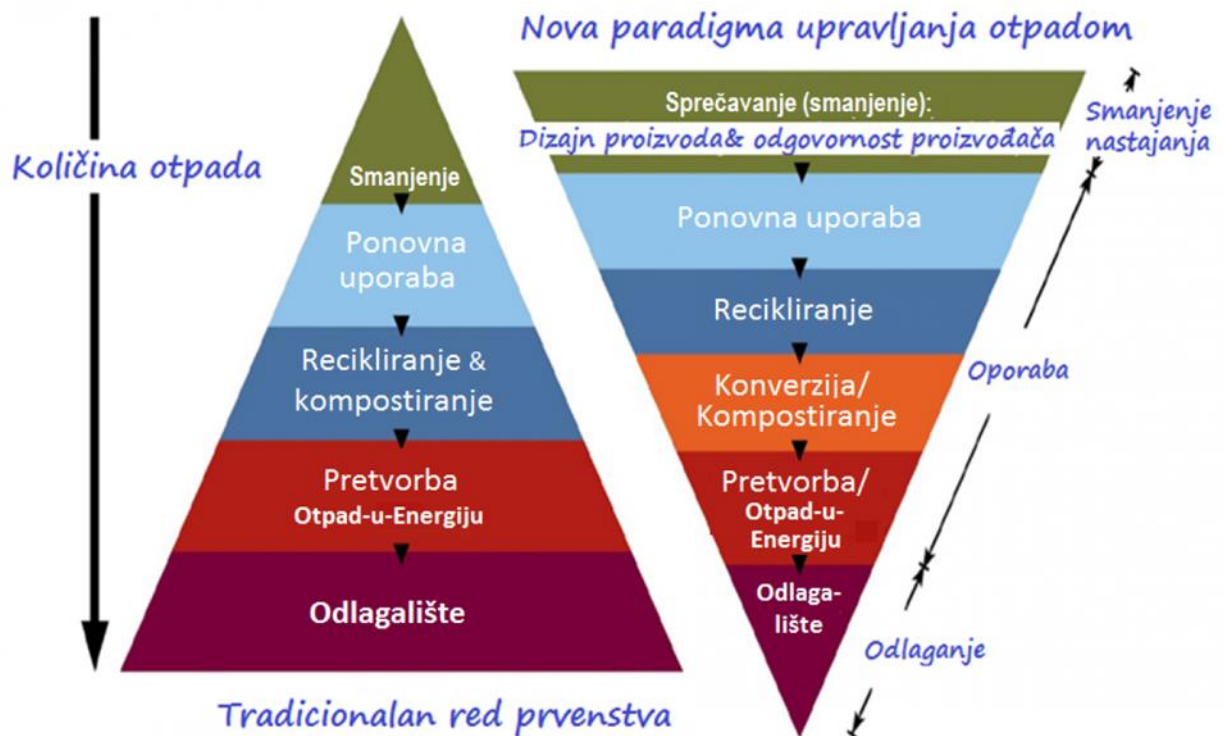 Nova paradigma upravljanja otpadom
Količina otpada
Smanjenje
Ponovna
uporaba
Recikliranje &
kompostiranje
Pretvorba
Otpad-u-Energiju
Odlagalište
Tradicionalan red prvenstva
Sprečavanje (smanjenje):
Dizajn proizvoda& odgovornost proizvođača
Ponovna uporaba
Recikliranje
Konverzija/
Kompostiranje
Pretvorba/
Otpad-u-
Energiju
Odlaga-
lište
Smanjenje
nastajanja
Oporaba
Odlaganje